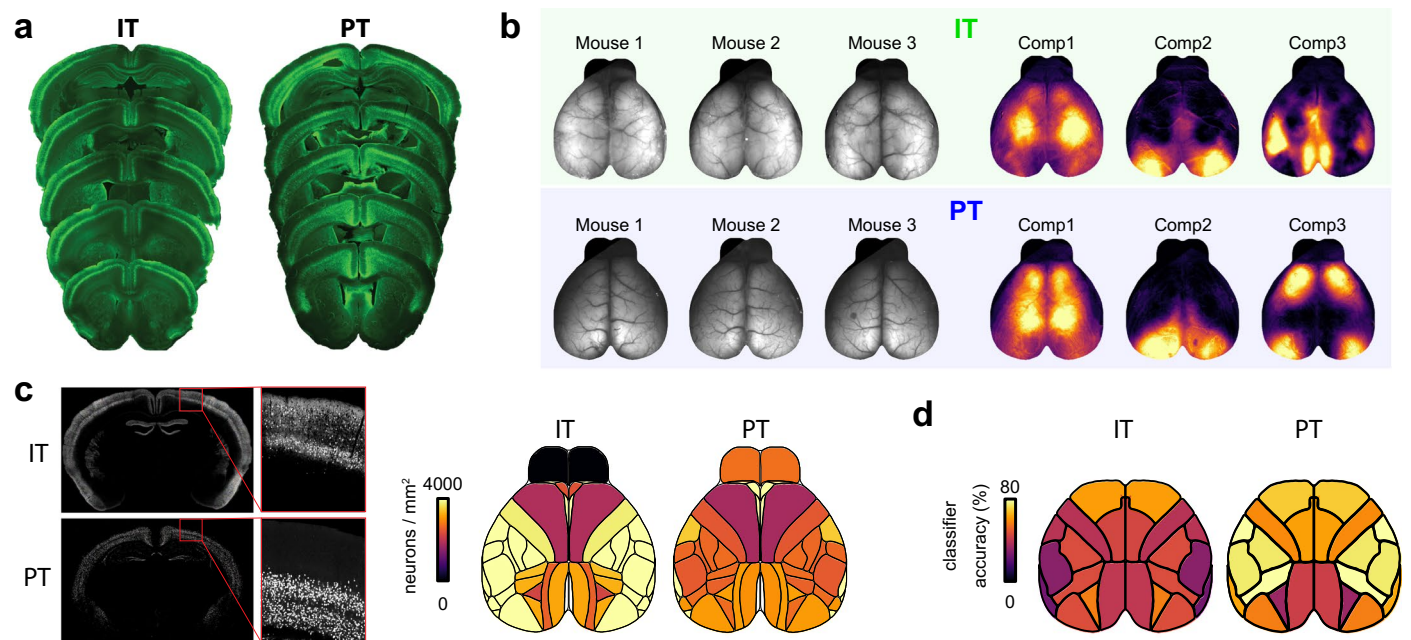 a
IT
PT
b
Mouse 1
Mouse 2
Mouse 3
IT
Comp1
Comp2
Comp3
Mouse 1
Mouse 2
Mouse 3
PT
Comp1
Comp2
Comp3
c
IT
PT
neurons / mm²
4000
0
IT
PT
d
classifier
accuracy (%)
80
0
IT
PT